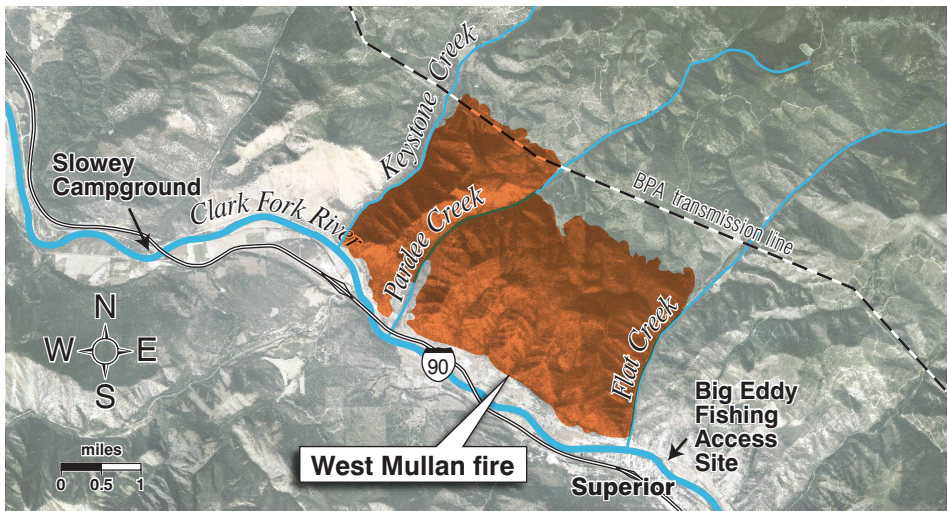 Keystone Creek
Slowey
Campground
Clark Fork River
Pardee Creek
BPA transmission line
N
W
E
S
90
Flat Creek
Big Eddy
Fishing
Access
Site
miles
0 0.5 1
West Mullan fire
Superior